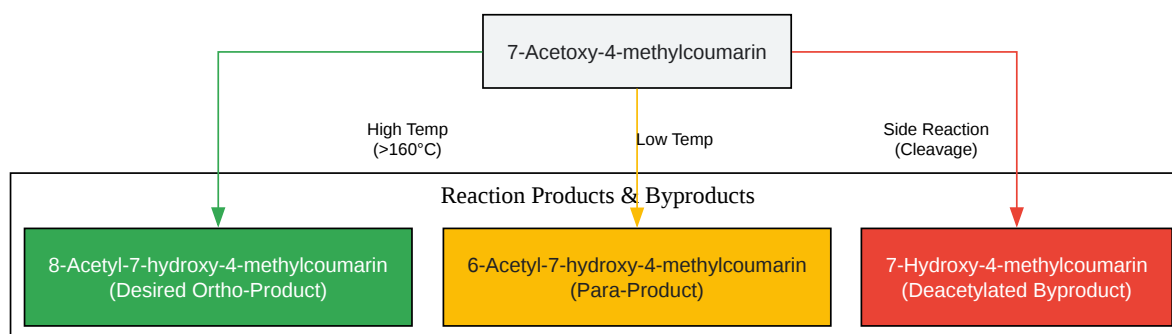 7-Acetoxy-4-methylcoumarin
High Temp
(>160°C)
Low Temp
Side Reaction
(Cleavage)
Reaction Products & Byproducts
8-Acetyl-7-hydroxy-4-methylcoumarin
(Desired Ortho-Product)
6-Acetyl-7-hydroxy-4-methylcoumarin
(Para-Product)
7-Hydroxy-4-methylcoumarin
(Deacetylated Byproduct)